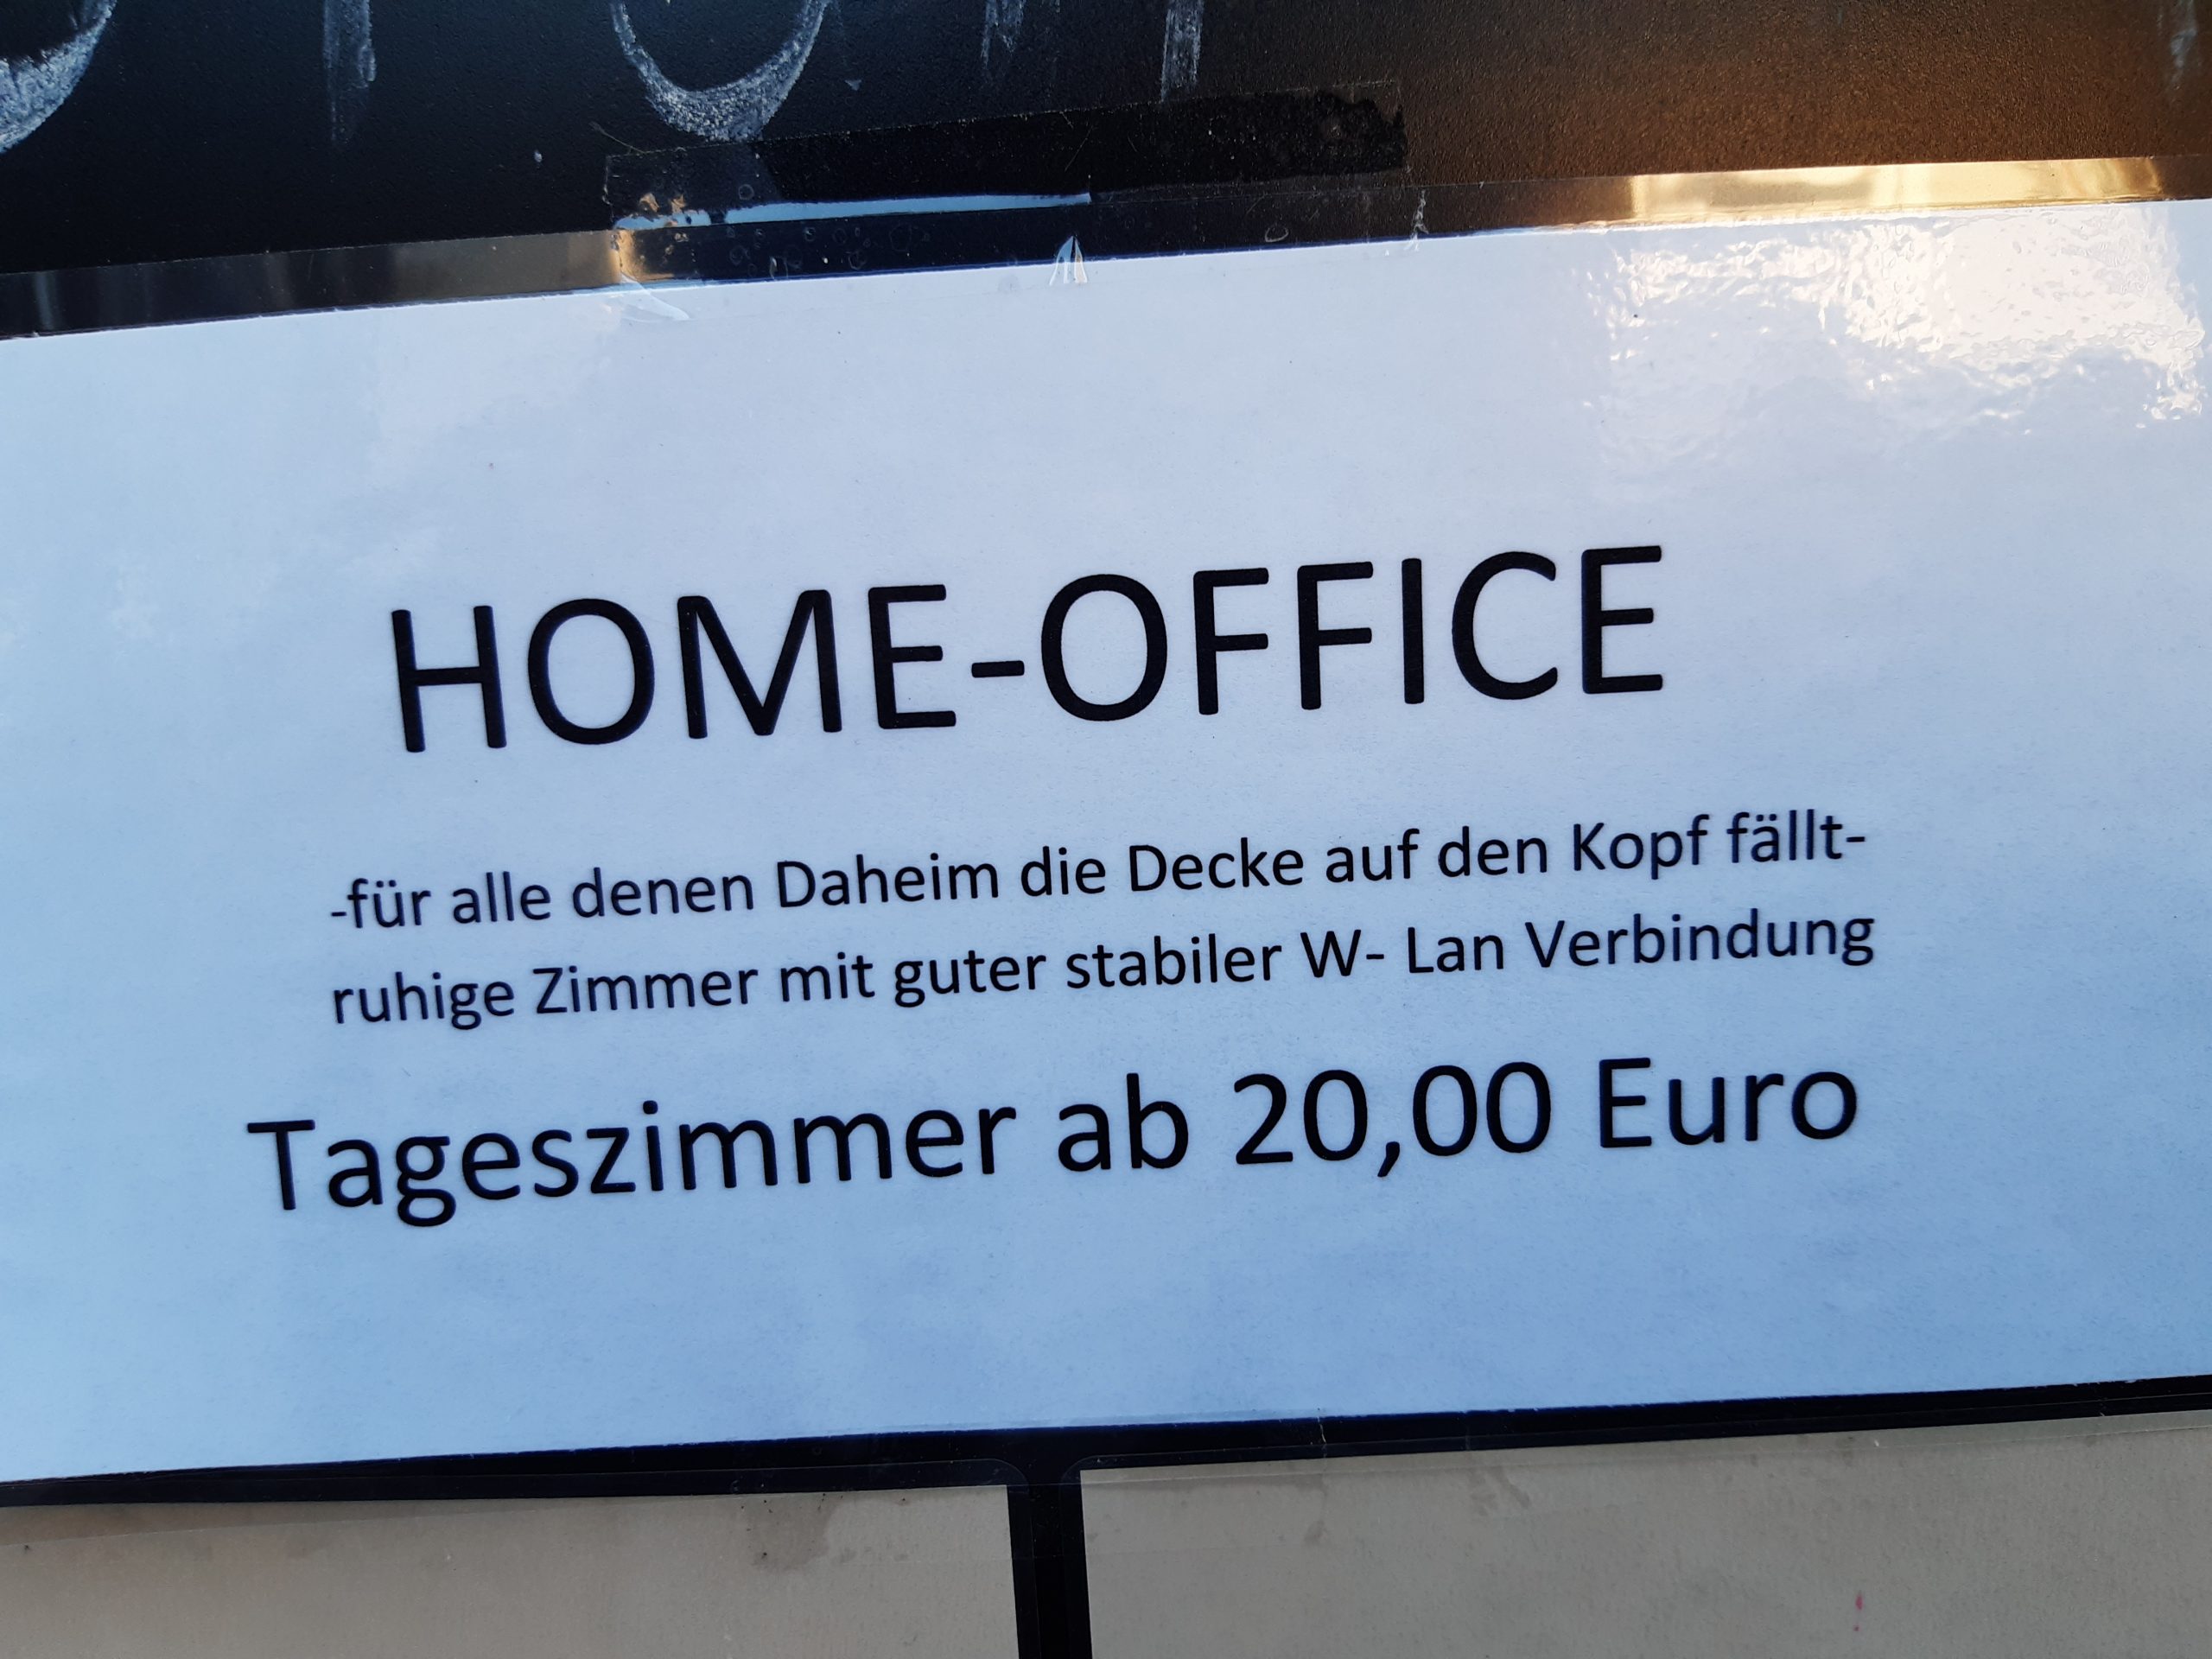 HOME-OFFICE
-für alle denen Daheim die Decke auf den Kopf fällt-
ruhige Zimmer mit guter stabiler W- Lan Verbindung
Tageszimmer ab 20,00 Euro